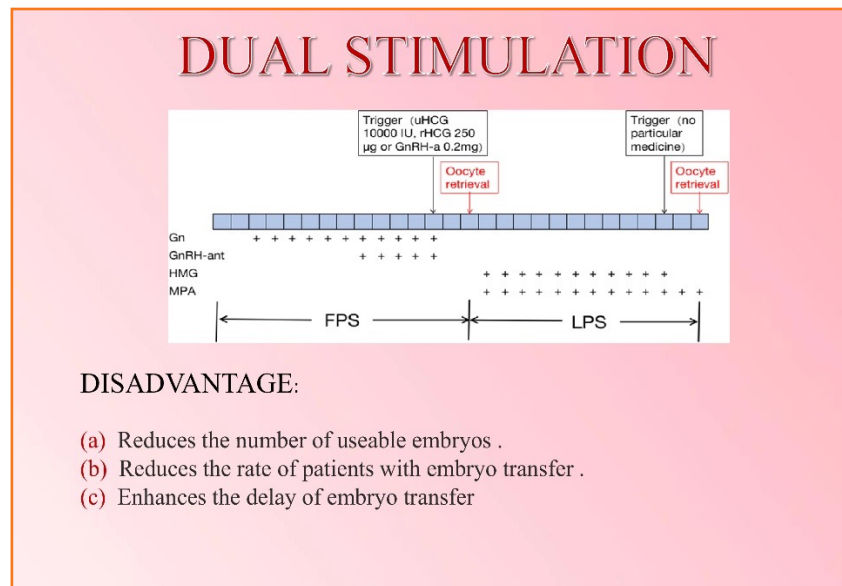 DUAL STIMULATION
Trigger (uHCG
10000 IU, rHCG 250
μg or GnRH-a 0.2mg)
Oocyte
retrieval
Trigger (no
particular
medicine)
Oocyte
retrieval
Gn + + + + + + + + + + +
GnRH-ant + + + + +
HMG + + + + + + + + + + +
MPA + + + + + + + + + + + + +
FPS
LPS
DISADVANTAGE:
(a) Reduces the number of useable embryos .
(b) Reduces the rate of patients with embryo transfer .
(c) Enhances the delay of embryo transfer